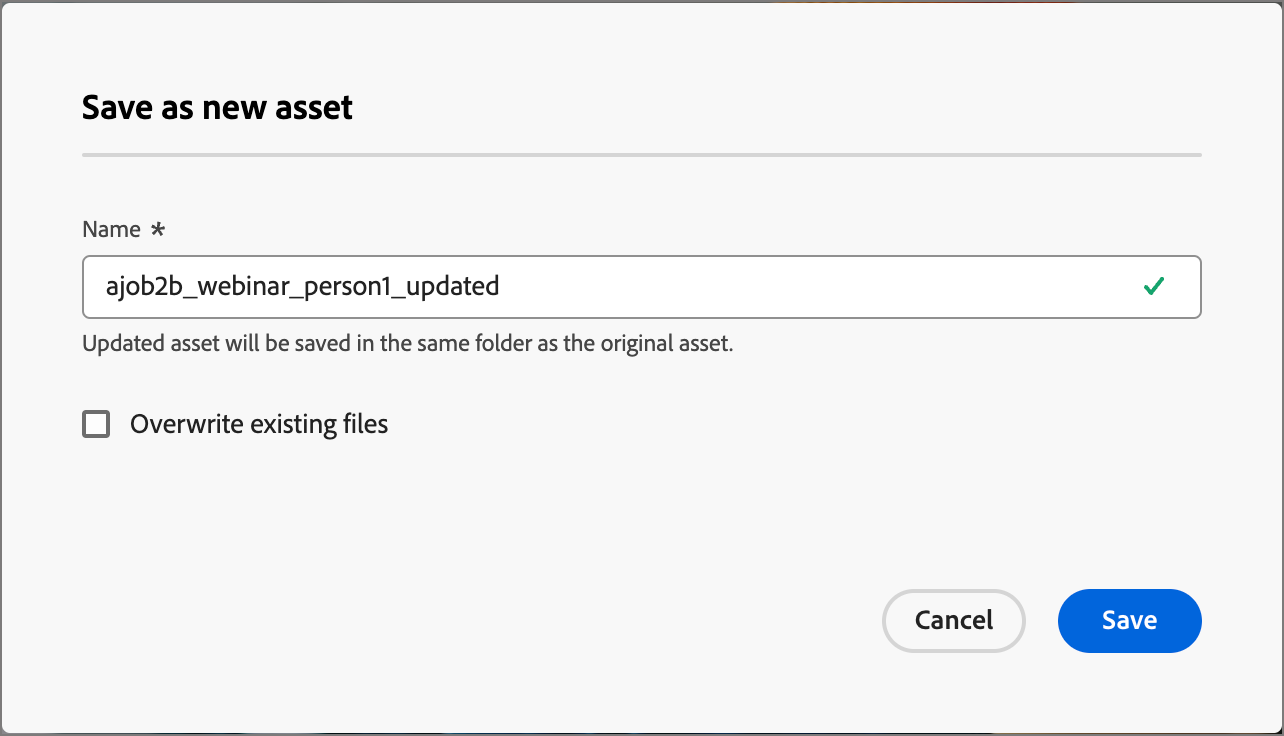 Save as new asset
Name *
ajob2b_webinar_person1_updated
Updated asset will be saved in the same folder as the original asset.
Overwrite existing files
Cancel Save